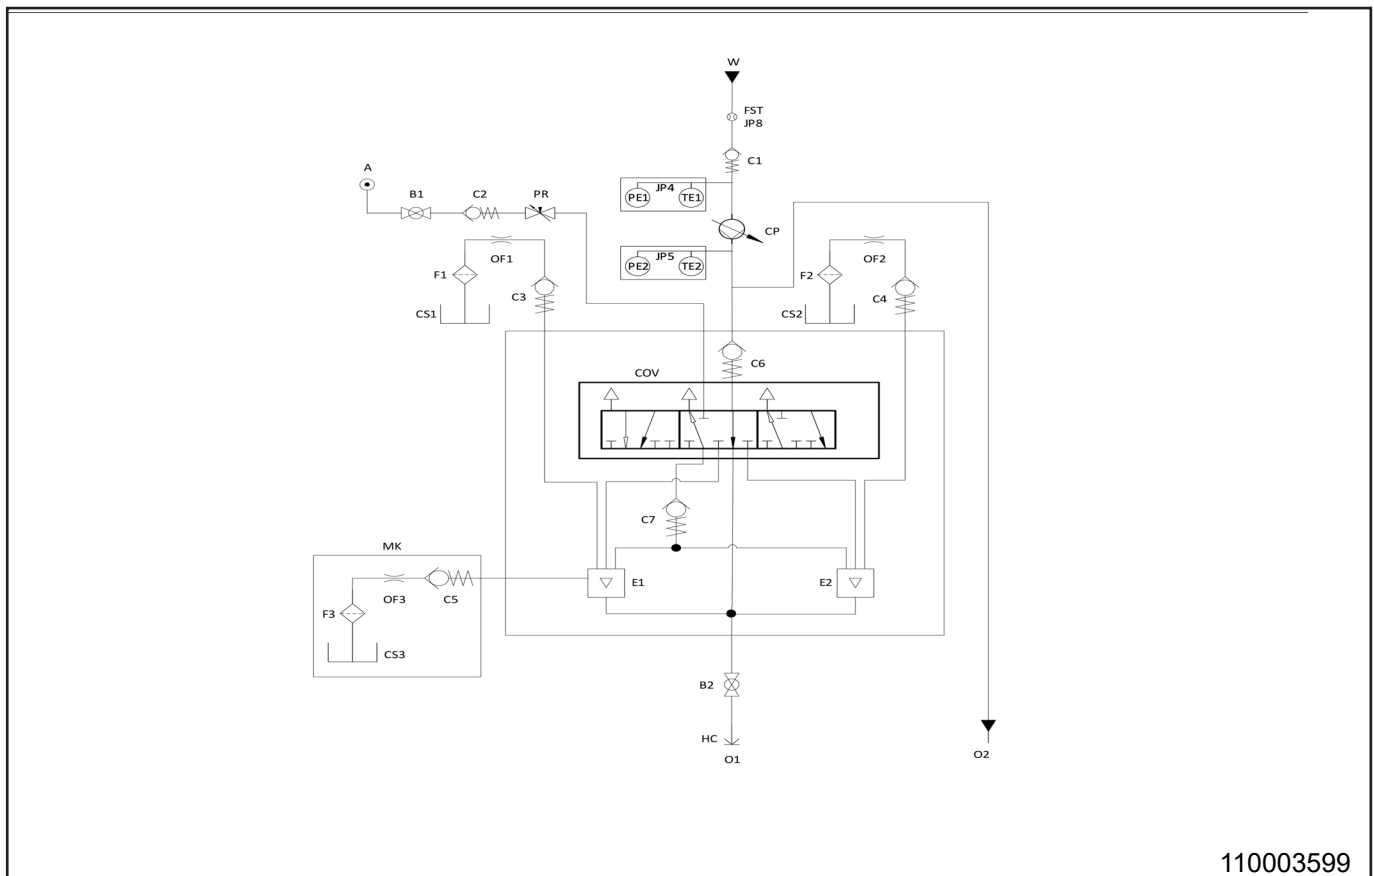 W
FST
JP8
C1
A
B1
C2
PR
JP4
PE1
TE1
CP
JP5
PE2
TE2
OF1
F1
C3
CS1
OF2
F2
C4
CS2
C6
COV
C7
MK
E1
E2
OF3
C5
F3
CS3
B2
HC
O1
O2
110003599